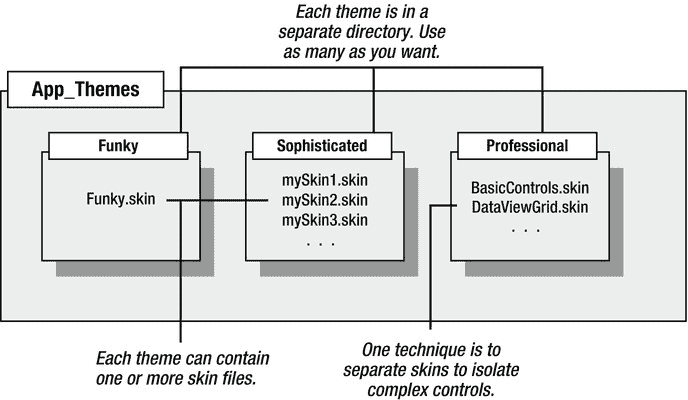 Each theme is in a
separate directory. Use
as many as you want.
App_Themes
Funky
Funky.skin
Sophisticated
mySkin1.skin
mySkin2.skin
mySkin3.skin
. . .
Professional
BasicControls.skin
DataViewGrid.skin
. . .
Each theme can contain
one or more skin files.
One technique is to
separate skins to isolate
complex controls.